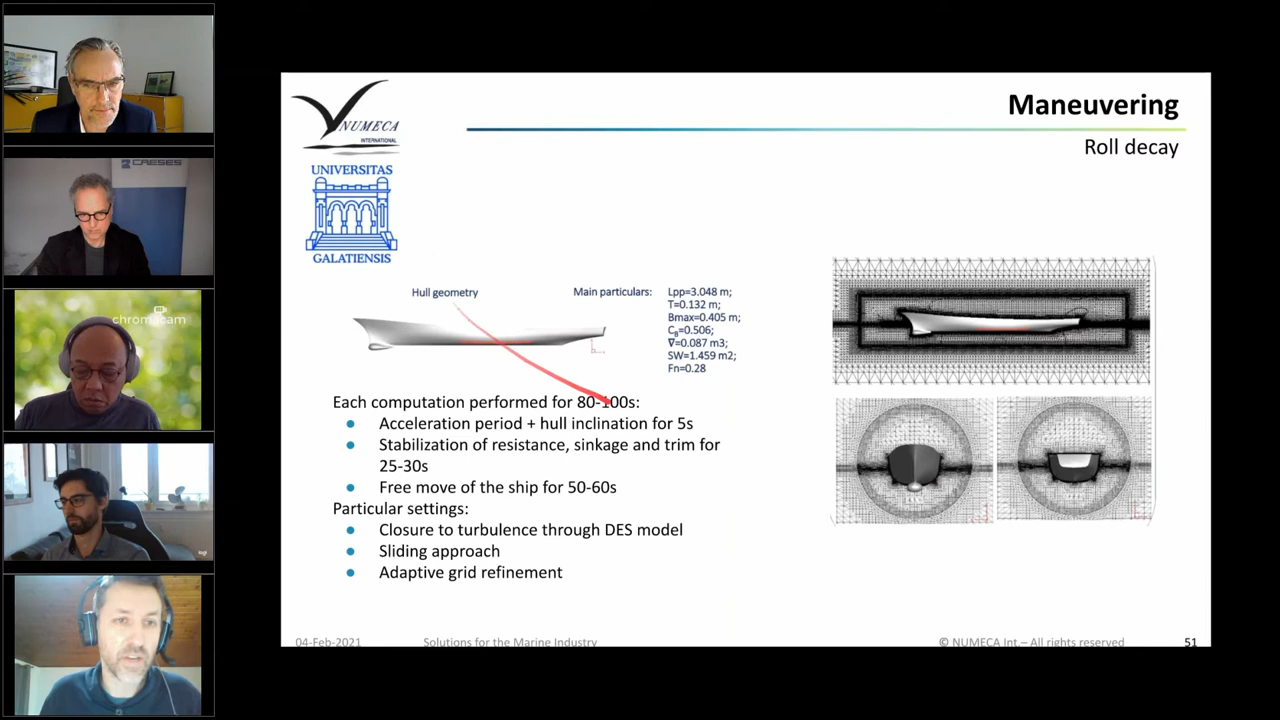 CAESES
chromacam
logi
NUMECA
INTERNATIONAL
UNIVERSITAS
GALATIENSIS
Maneuvering
Roll decay
Hull geometry
Main particulars:
Lpp=3.048 m;
T=0.132 m;
Bmax=0.405 m;
CB=0.506;
∇=0.087 m3;
SW=1.459 m2;
Fn=0.28
Each computation performed for 80-100s:
● Acceleration period + hull inclination for 5s
● Stabilization of resistance, sinkage and trim for
25-30s
● Free move of the ship for 50-60s
Particular settings:
● Closure to turbulence through DES model
● Sliding approach
● Adaptive grid refinement
04-Feb-2021
Solutions for the Marine Industry
© NUMECA Int.– All rights reserved
51